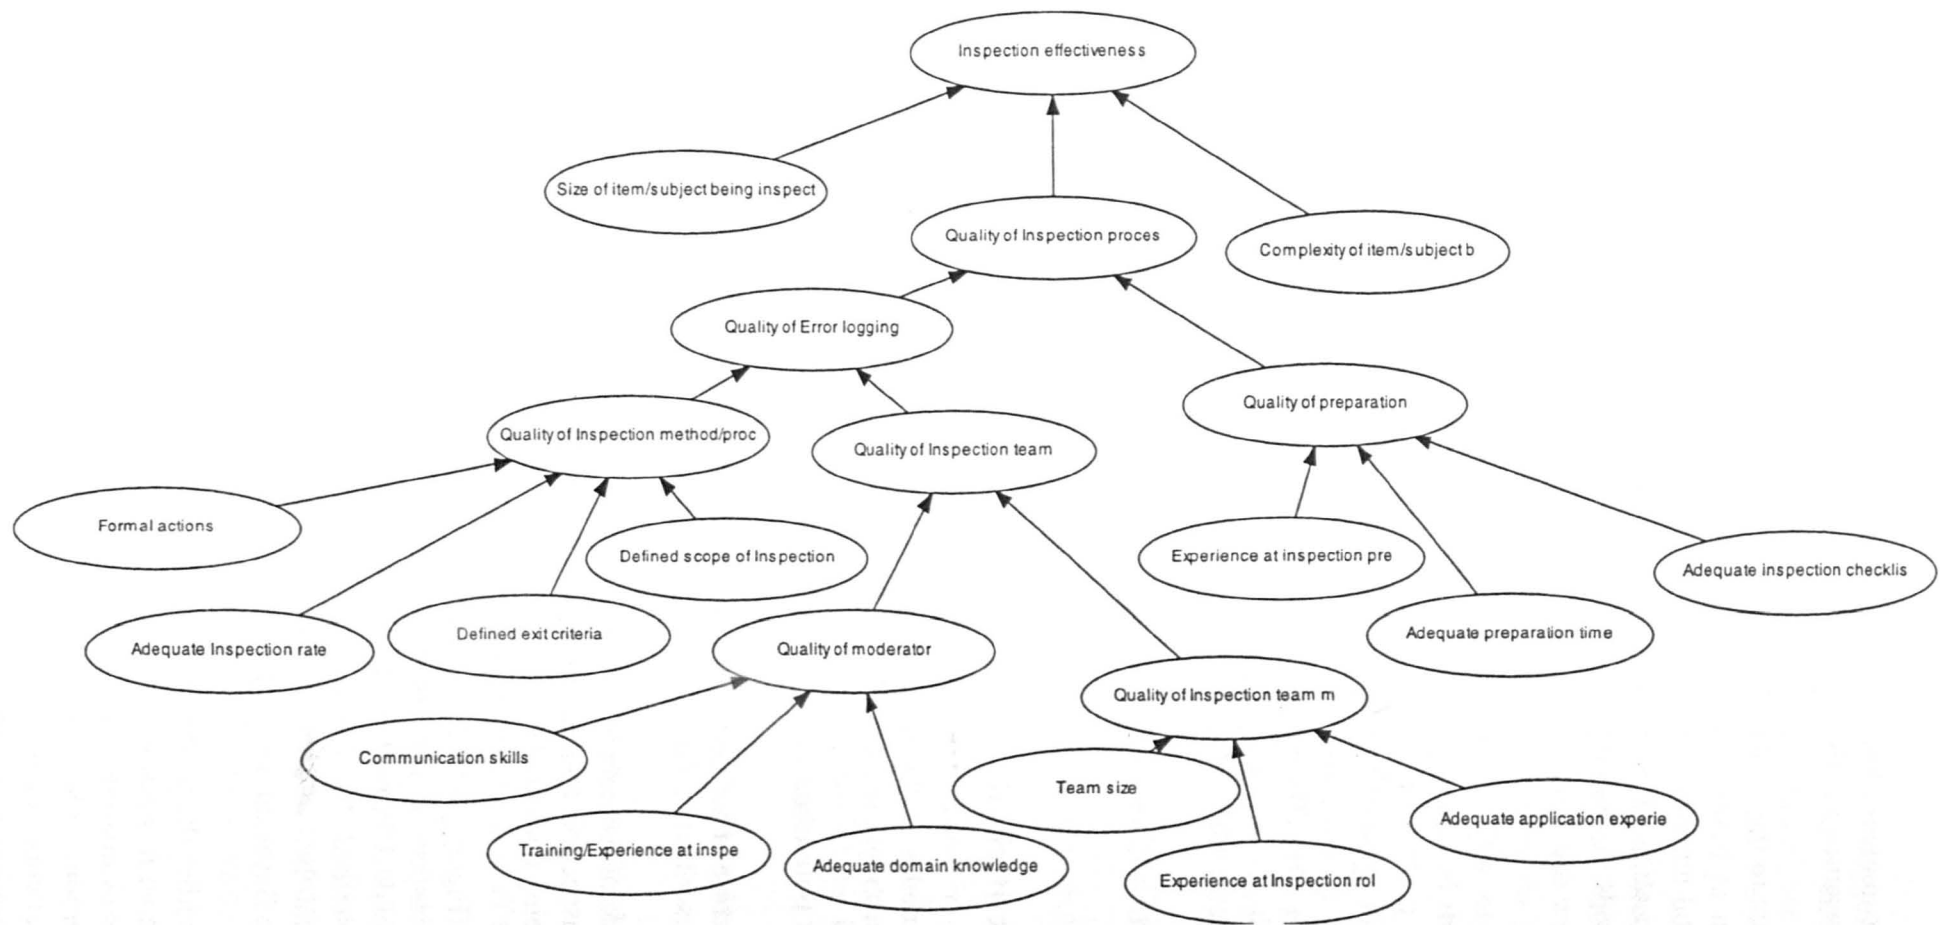 Inspection effectiveness
Size of item/subject being inspect
Quality of Inspection proces
Complexity of item/subject b
Quality of Error logging
Quality of preparation
Quality of Inspection method/proc
Quality of Inspection team
Formal actions
Defined scope of Inspection
Experience at inspection pre
Adequate inspection checklis
Adequate Inspection rate
Defined exit criteria
Quality of moderator
Adequate preparation time
Quality of Inspection team m
Communication skills
Team size
Adequate application experie
Training/Experience at inspe
Adequate domain knowledge
Experience at Inspection rol